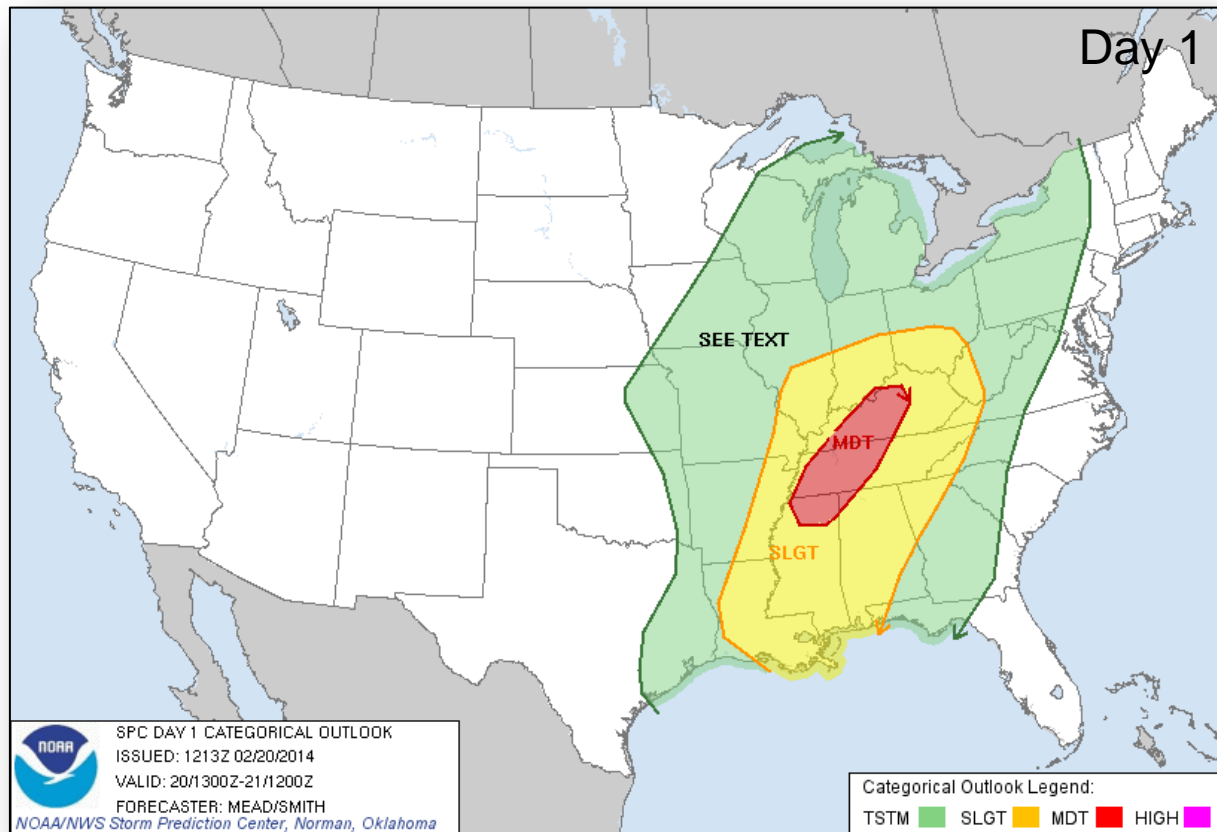 Day 1
SEE TEXT
MDT
SLGT
NOAA
SPC DAY 1 CATEGORICAL OUTLOOK
ISSUED: 1213Z 02/20/2014
VALID: 20/1300Z-21/1200Z
FORECASTER: MEAD/SMITH
NOAA/NWS Storm Prediction Center, Norman, Oklahoma
Categorical Outlook Legend:
TSTM SLGT MDT HIGH